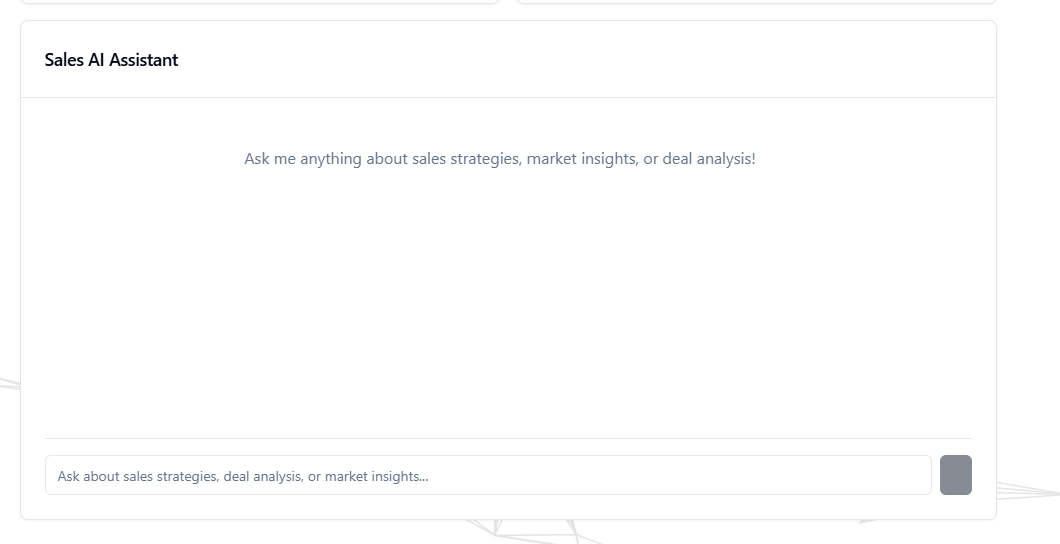 Sales AI Assistant
Ask me anything about sales strategies, market insights, or deal analysis!
Ask about sales strategies, deal analysis, or market insights...